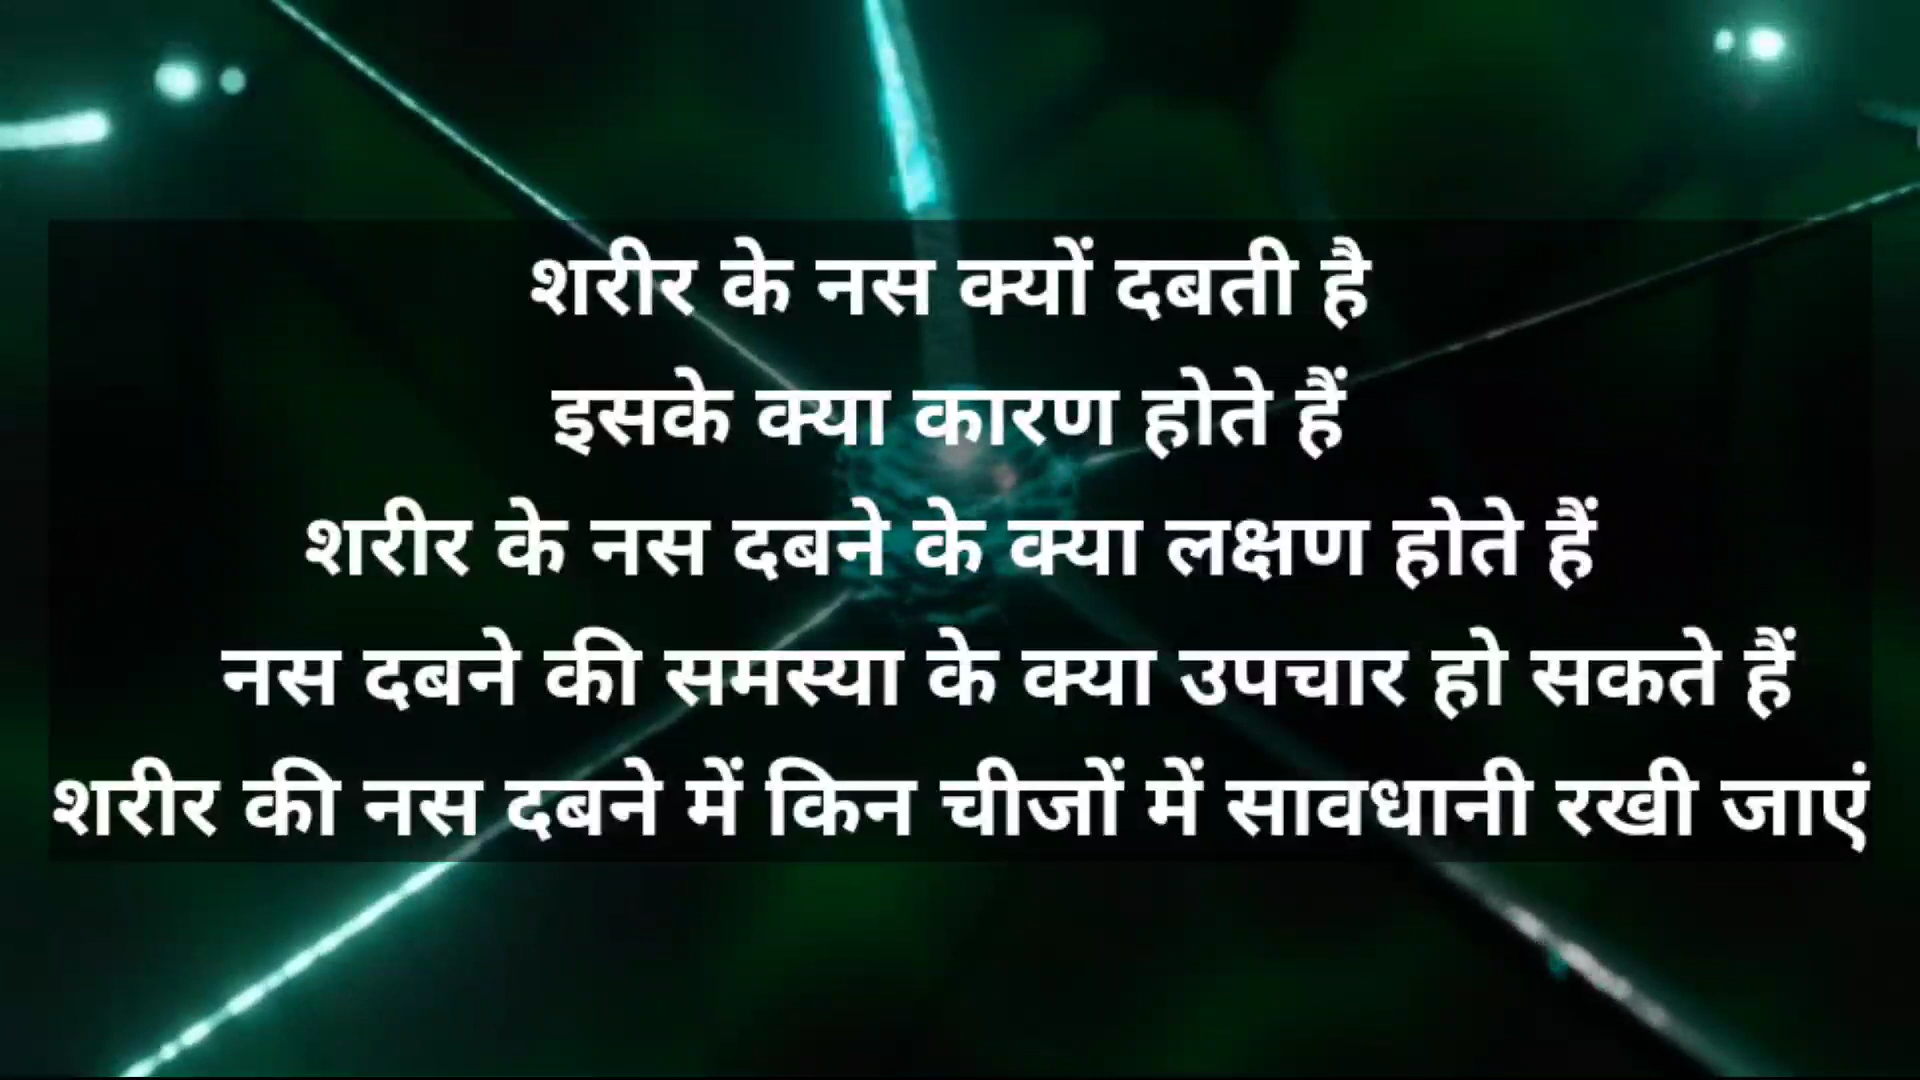 शरीर के नस क्यों दबती है
इसके क्या कारण होते हैं
शरीर के नस दबने के क्या लक्षण होते हैं
नस दबने की समस्या के क्या उपचार हो सकते हैं
शरीर की नस दबने में किन चीजों में सावधानी रखी जाएं